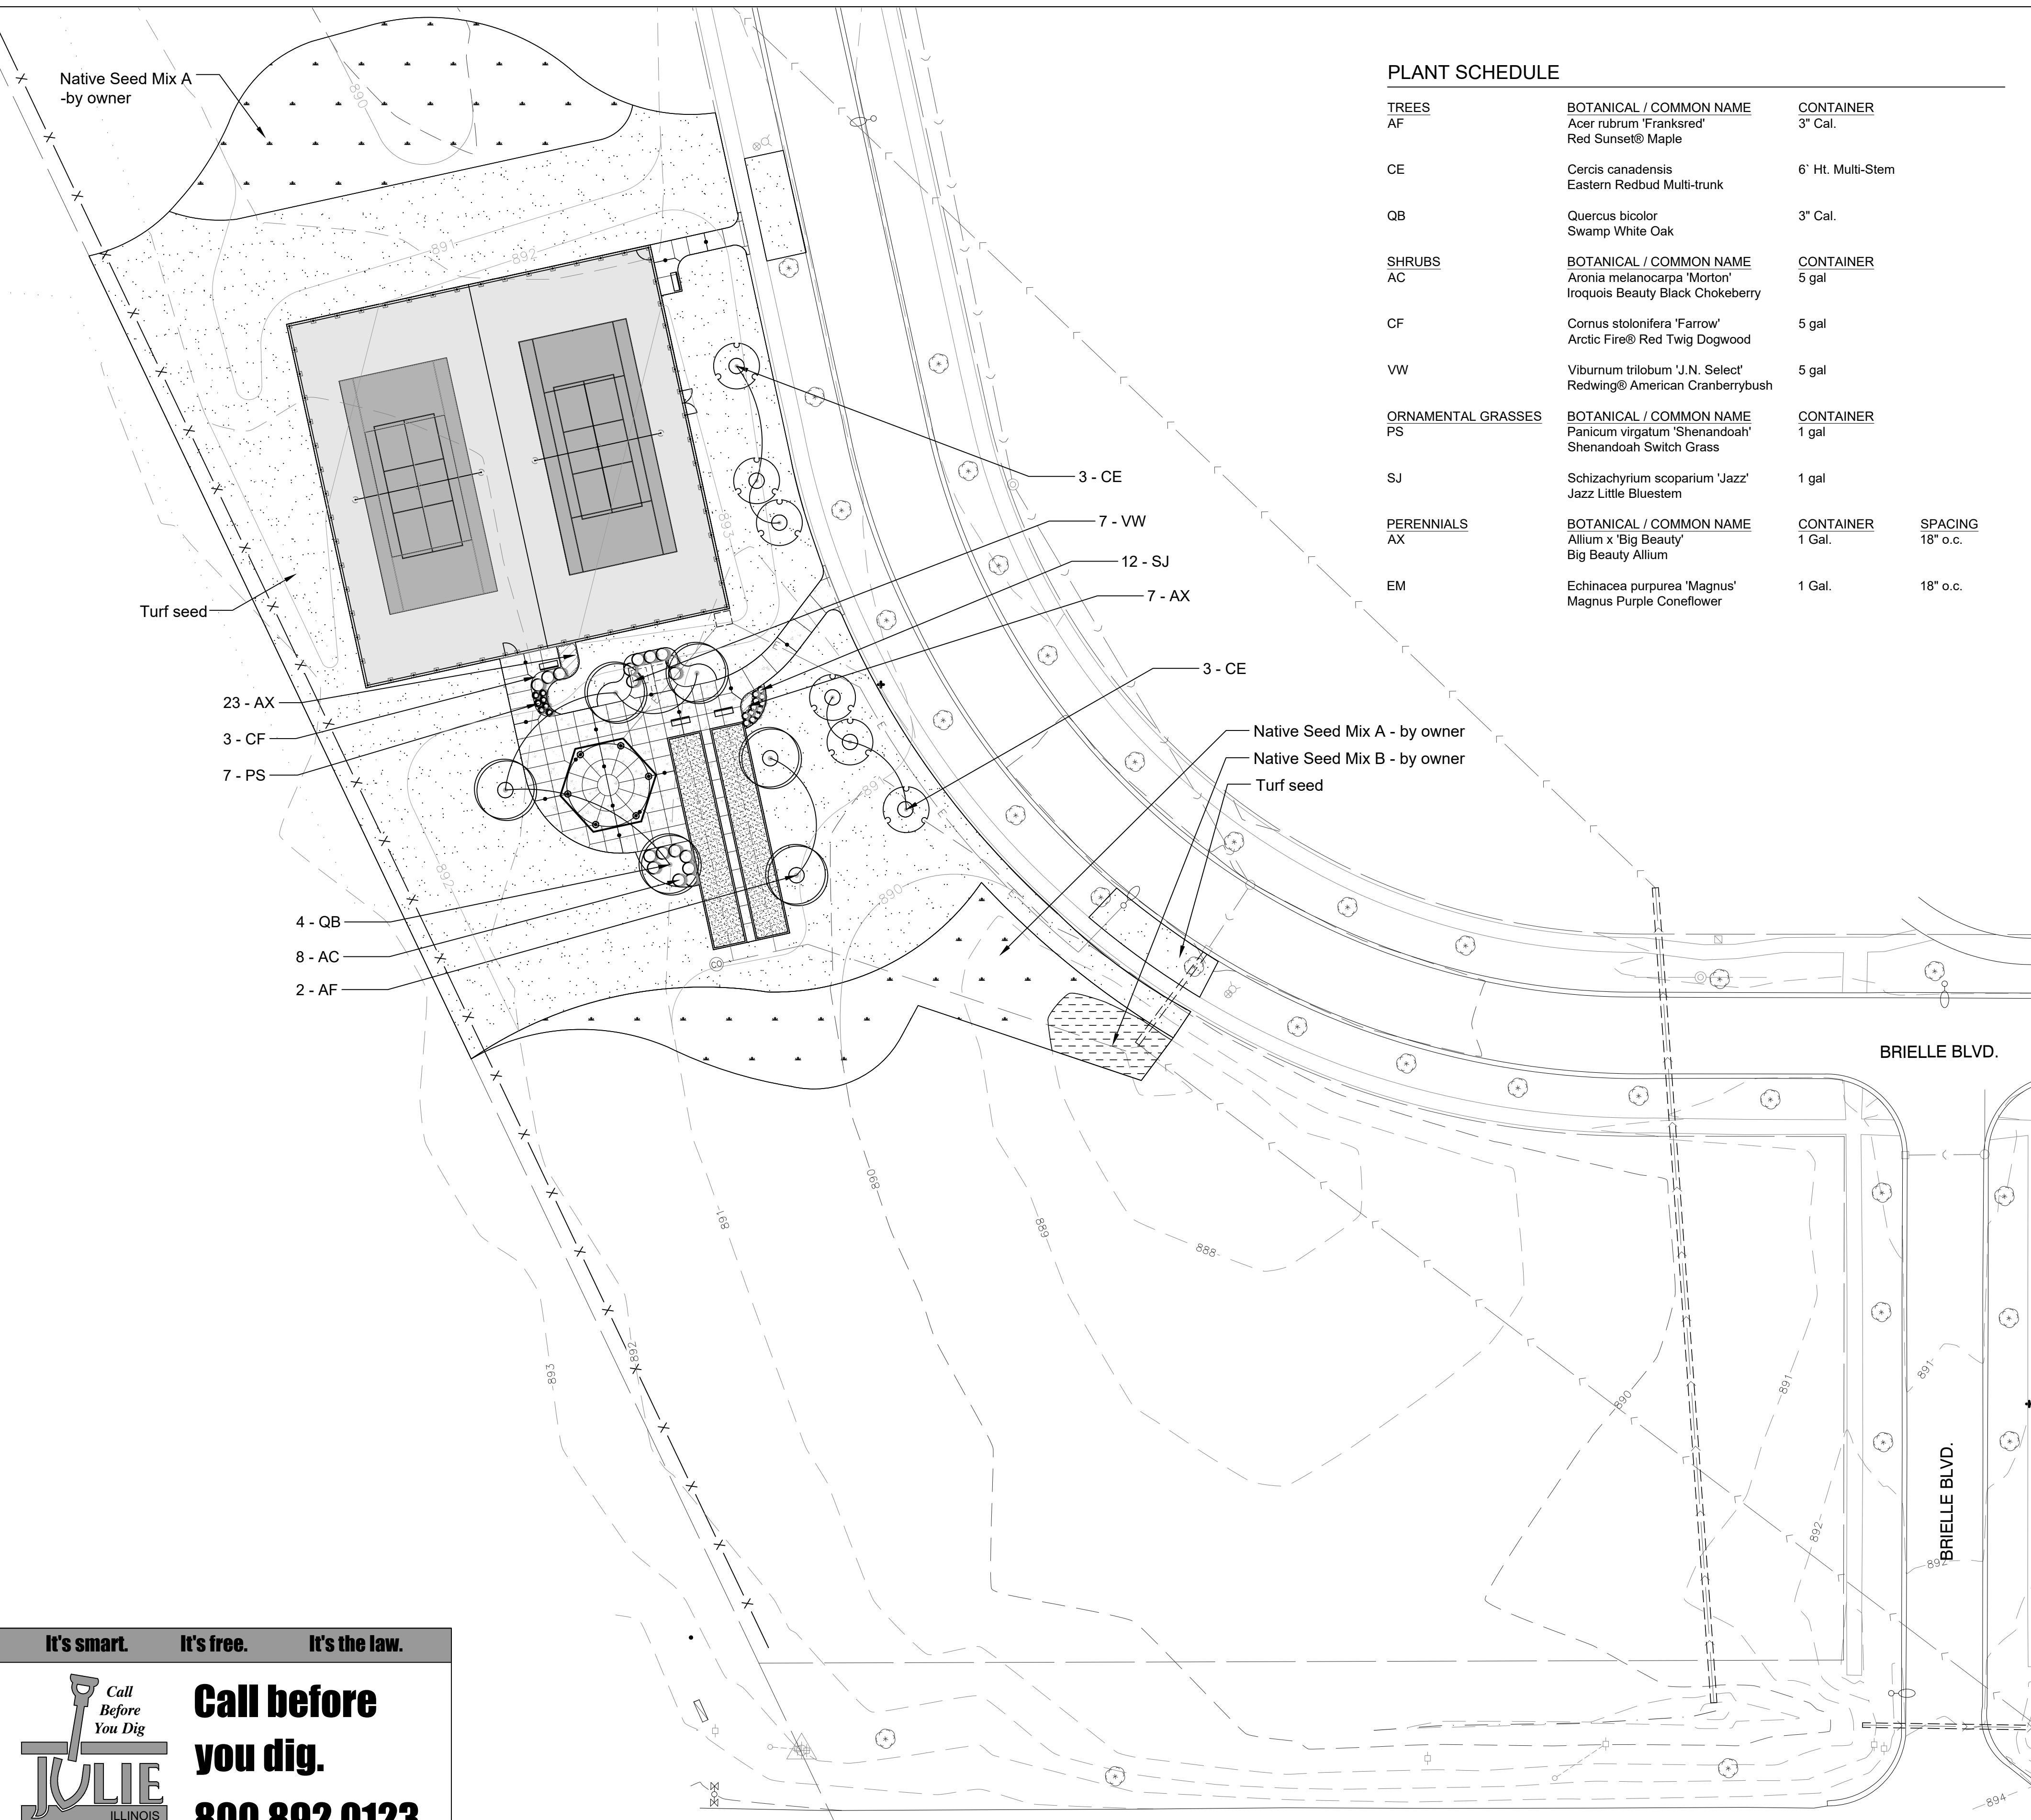 Native Seed Mix A
-by owner
890
891
892
893
Turf seed
3 - CE
7 - VW
12 - SJ
7 - AX
3 - CE
23 - AX
3 - CF
7 - PS
Native Seed Mix A - by owner
Native Seed Mix B - by owner
Turf seed
891
892
890
4 - QB
8 - AC
2 - AF
CO
PLANT SCHEDULE
TREES BOTANICAL / COMMON NAME CONTAINER
AF Acer rubrum 'Franksred' 3" Cal.
Red Sunset® Maple
CE Cercis canadensis 6` Ht. Multi-Stem
Eastern Redbud Multi-trunk
QB Quercus bicolor 3" Cal.
Swamp White Oak
SHRUBS BOTANICAL / COMMON NAME CONTAINER
AC Aronia melanocarpa 'Morton' 5 gal
Iroquois Beauty Black Chokeberry
CF Cornus stolonifera 'Farrow' 5 gal
Arctic Fire® Red Twig Dogwood
VW Viburnum trilobum 'J.N. Select' 5 gal
Redwing® American Cranberrybush
ORNAMENTAL GRASSES BOTANICAL / COMMON NAME CONTAINER
PS Panicum virgatum 'Shenandoah' 1 gal
Shenandoah Switch Grass
SJ Schizachyrium scoparium 'Jazz' 1 gal
Jazz Little Bluestem
PERENNIALS BOTANICAL / COMMON NAME CONTAINER SPACING
AX Allium x 'Big Beauty' 1 Gal. 18" o.c.
Big Beauty Allium
EM Echinacea purpurea 'Magnus' 1 Gal. 18" o.c.
Magnus Purple Coneflower
BRIELLE BLVD.
890
891
889
888
892
893
890
891
891
892
892
BRIELLE BLVD.
894
It's smart. It's free. It's the law.
Call
Before
You Dig
JULIE
ILLINOIS
Call before
you dig.
800.892.0123